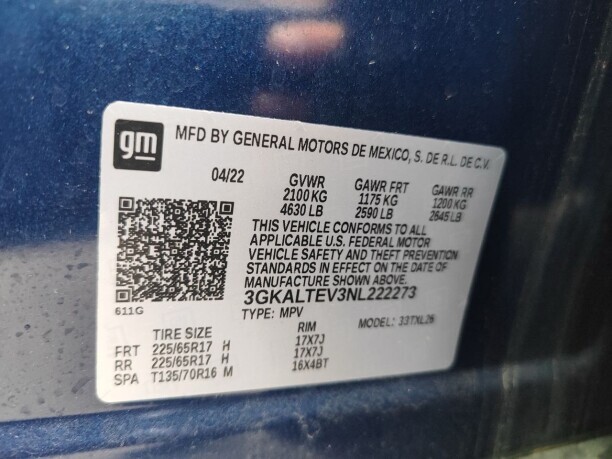 gm
MFD BY GENERAL MOTORS DE MEXICO, S. DE R.L. DE C.V.
04/22 GVWR GAWR FRT GAWR RR
2100 KG 1175 KG 1200 KG
4630 LB 2590 LB 2645 LB
THIS VEHICLE CONFORMS TO ALL
APPLICABLE U.S. FEDERAL MOTOR
VEHICLE SAFETY AND THEFT PREVENTION
STANDARDS IN EFFECT ON THE DATE OF
MANUFACTURE SHOWN ABOVE.
3GKALTEV3NL222273
611G TYPE: MPV MODEL: 33TXL26
TIRE SIZE RIM
FRT 225/65R17 H 17X7J
RR 225/65R17 H 17X7J
SPA T135/70R16 M 16X4BT